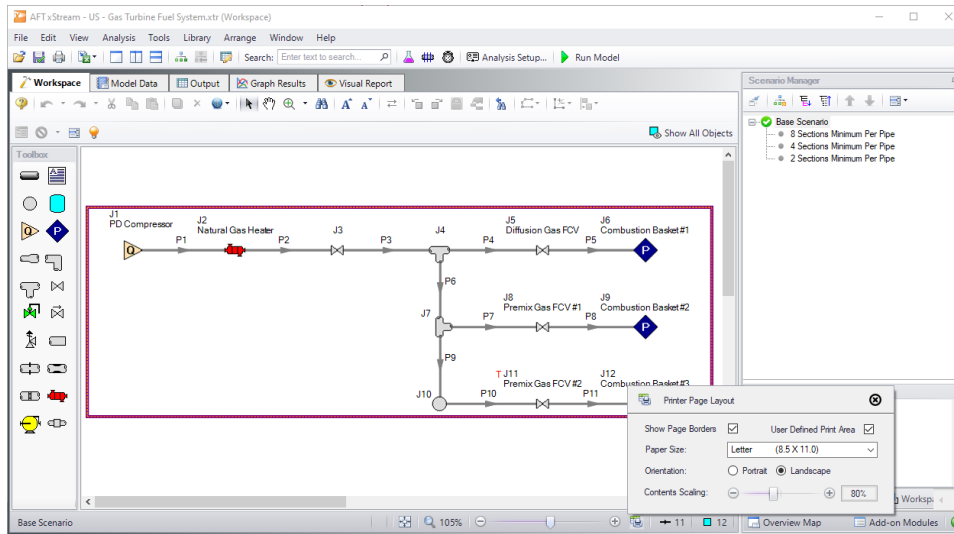 AFT xStream - US - Gas Turbine Fuel System.xtr (Workspace)
File Edit View Analysis Tools Library Arrange Window Help
Search: Enter text to search... Analysis Setup... Run Model
Workspace Model Data Output Graph Results Visual Report
Scenario Manager
Show All Objects
Base Scenario
8 Sections Minimum Per Pipe
4 Sections Minimum Per Pipe
2 Sections Minimum Per Pipe
Toolbox
J1
PD Compressor
J2
Natural Gas Heater
J3
J4
J5
Diffusion Gas FCV
J6
Combustion Basket #1
P1 P2 P3 P4 P5
Q
P
P6
J7
J8
Premix Gas FCV #1
J9
Combustion Basket #2
P7 P8
P
P9
T J11
Premix Gas FCV #2
J12
Combustion Basket #3
J10 P10 P11
Printer Page Layout
Show Page Borders User Defined Print Area
Paper Size: Letter (8.5 X 11.0)
Orientation: Portrait Landscape
Contents Scaling: 80%
Base Scenario 105% 11 12 Overview Map Add-on Modules